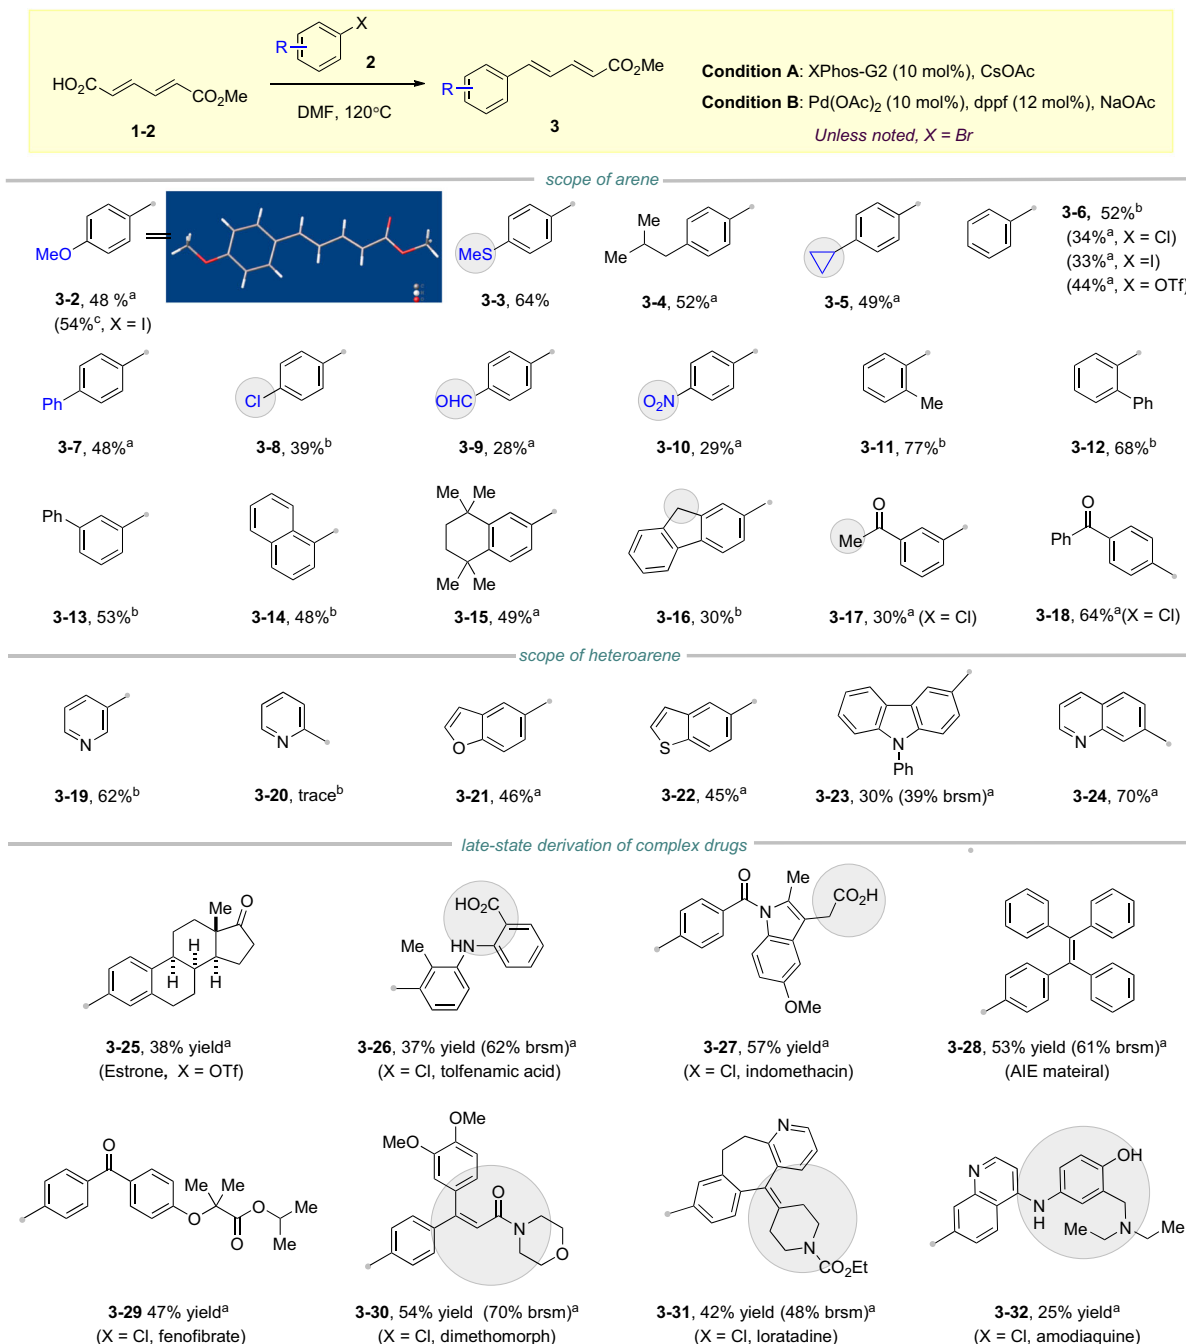 X
R
2
HO₂C
CO₂Me
1-2
DMF, 120°C
R
CO₂Me
3
Condition A: XPhos-G2 (10 mol%), CsOAc
Condition B: Pd(OAc)₂ (10 mol%), dppf (12 mol%), NaOAc
Unless noted, X = Br
scope of arene
MeO
3-2, 48 %ᵃ
(54%ᶜ, X = I)
MeS
3-3, 64%
Me
Me
3-4, 52%ᵃ
3-5, 49%ᵃ
3-6, 52%ᵇ
(34%ᵃ, X = Cl)
(33%ᵃ, X =I)
(44%ᵃ, X = OTf)
Ph
3-7, 48%ᵃ
Cl
3-8, 39%ᵇ
OHC
3-9, 28%ᵃ
O₂N
3-10, 29%ᵃ
Me
3-11, 77%ᵇ
Ph
3-12, 68%ᵇ
Ph
3-13, 53%ᵇ
3-14, 48%ᵇ
Me Me
Me Me
3-15, 49%ᵃ
3-16, 30%ᵇ
O
Me
3-17, 30%ᵃ (X = Cl)
O
Ph
3-18, 64%ᵃ(X = Cl)
scope of heteroarene
N
3-19, 62%ᵇ
N
3-20, traceᵇ
O
3-21, 46%ᵃ
S
3-22, 45%ᵃ
N
Ph
3-23, 30% (39% brsm)ᵃ
N
3-24, 70%ᵃ
late-state derivation of complex drugs
Me O
H
H H
3-25, 38% yieldᵃ
(Estrone, X = OTf)
HO₂C
Me HN
3-26, 37% yield (62% brsm)ᵃ
(X = Cl, tolfenamic acid)
O Me
CO₂H
N
OMe
3-27, 57% yieldᵃ
(X = Cl, indomethacin)
3-28, 53% yield (61% brsm)ᵃ
(AIE mateiral)
O
Me Me
O
O
O
Me
Me
3-29 47% yieldᵃ
(X = Cl, fenofibrate)
OMe
MeO
O
N
O
3-30, 54% yield (70% brsm)ᵃ
(X = Cl, dimethomorph)
N
N
CO₂Et
3-31, 42% yield (48% brsm)ᵃ
(X = Cl, loratadine)
N
OH
N
H
Me N
Me
3-32, 25% yieldᵃ
(X = Cl, amodiaquine)